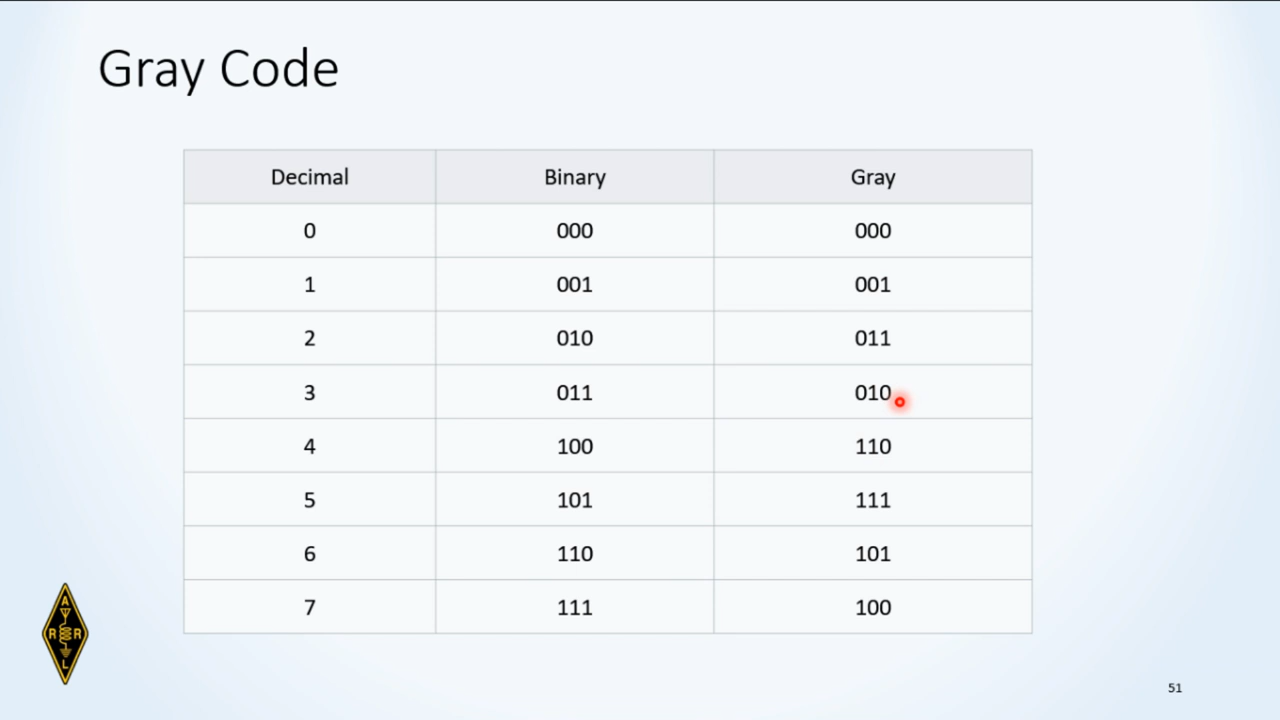 Gray Code
Decimal Binary Gray
0 000 000
1 001 001
2 010 011
3 011 010
4 100 110
5 101 111
6 110 101
7 111 100
A
R R
L
51